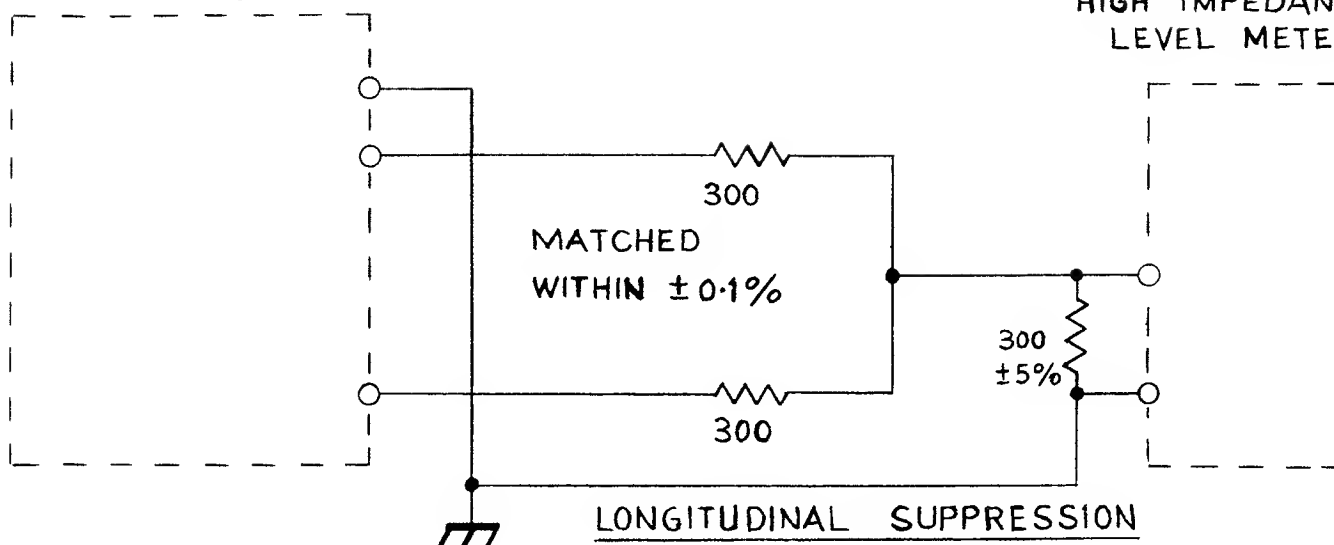 HIGH IMPEDAN
LEVEL METE
300
MATCHED
WITHIN ±0·1%
300
±5%
300
LONGITUDINAL SUPPRESSION